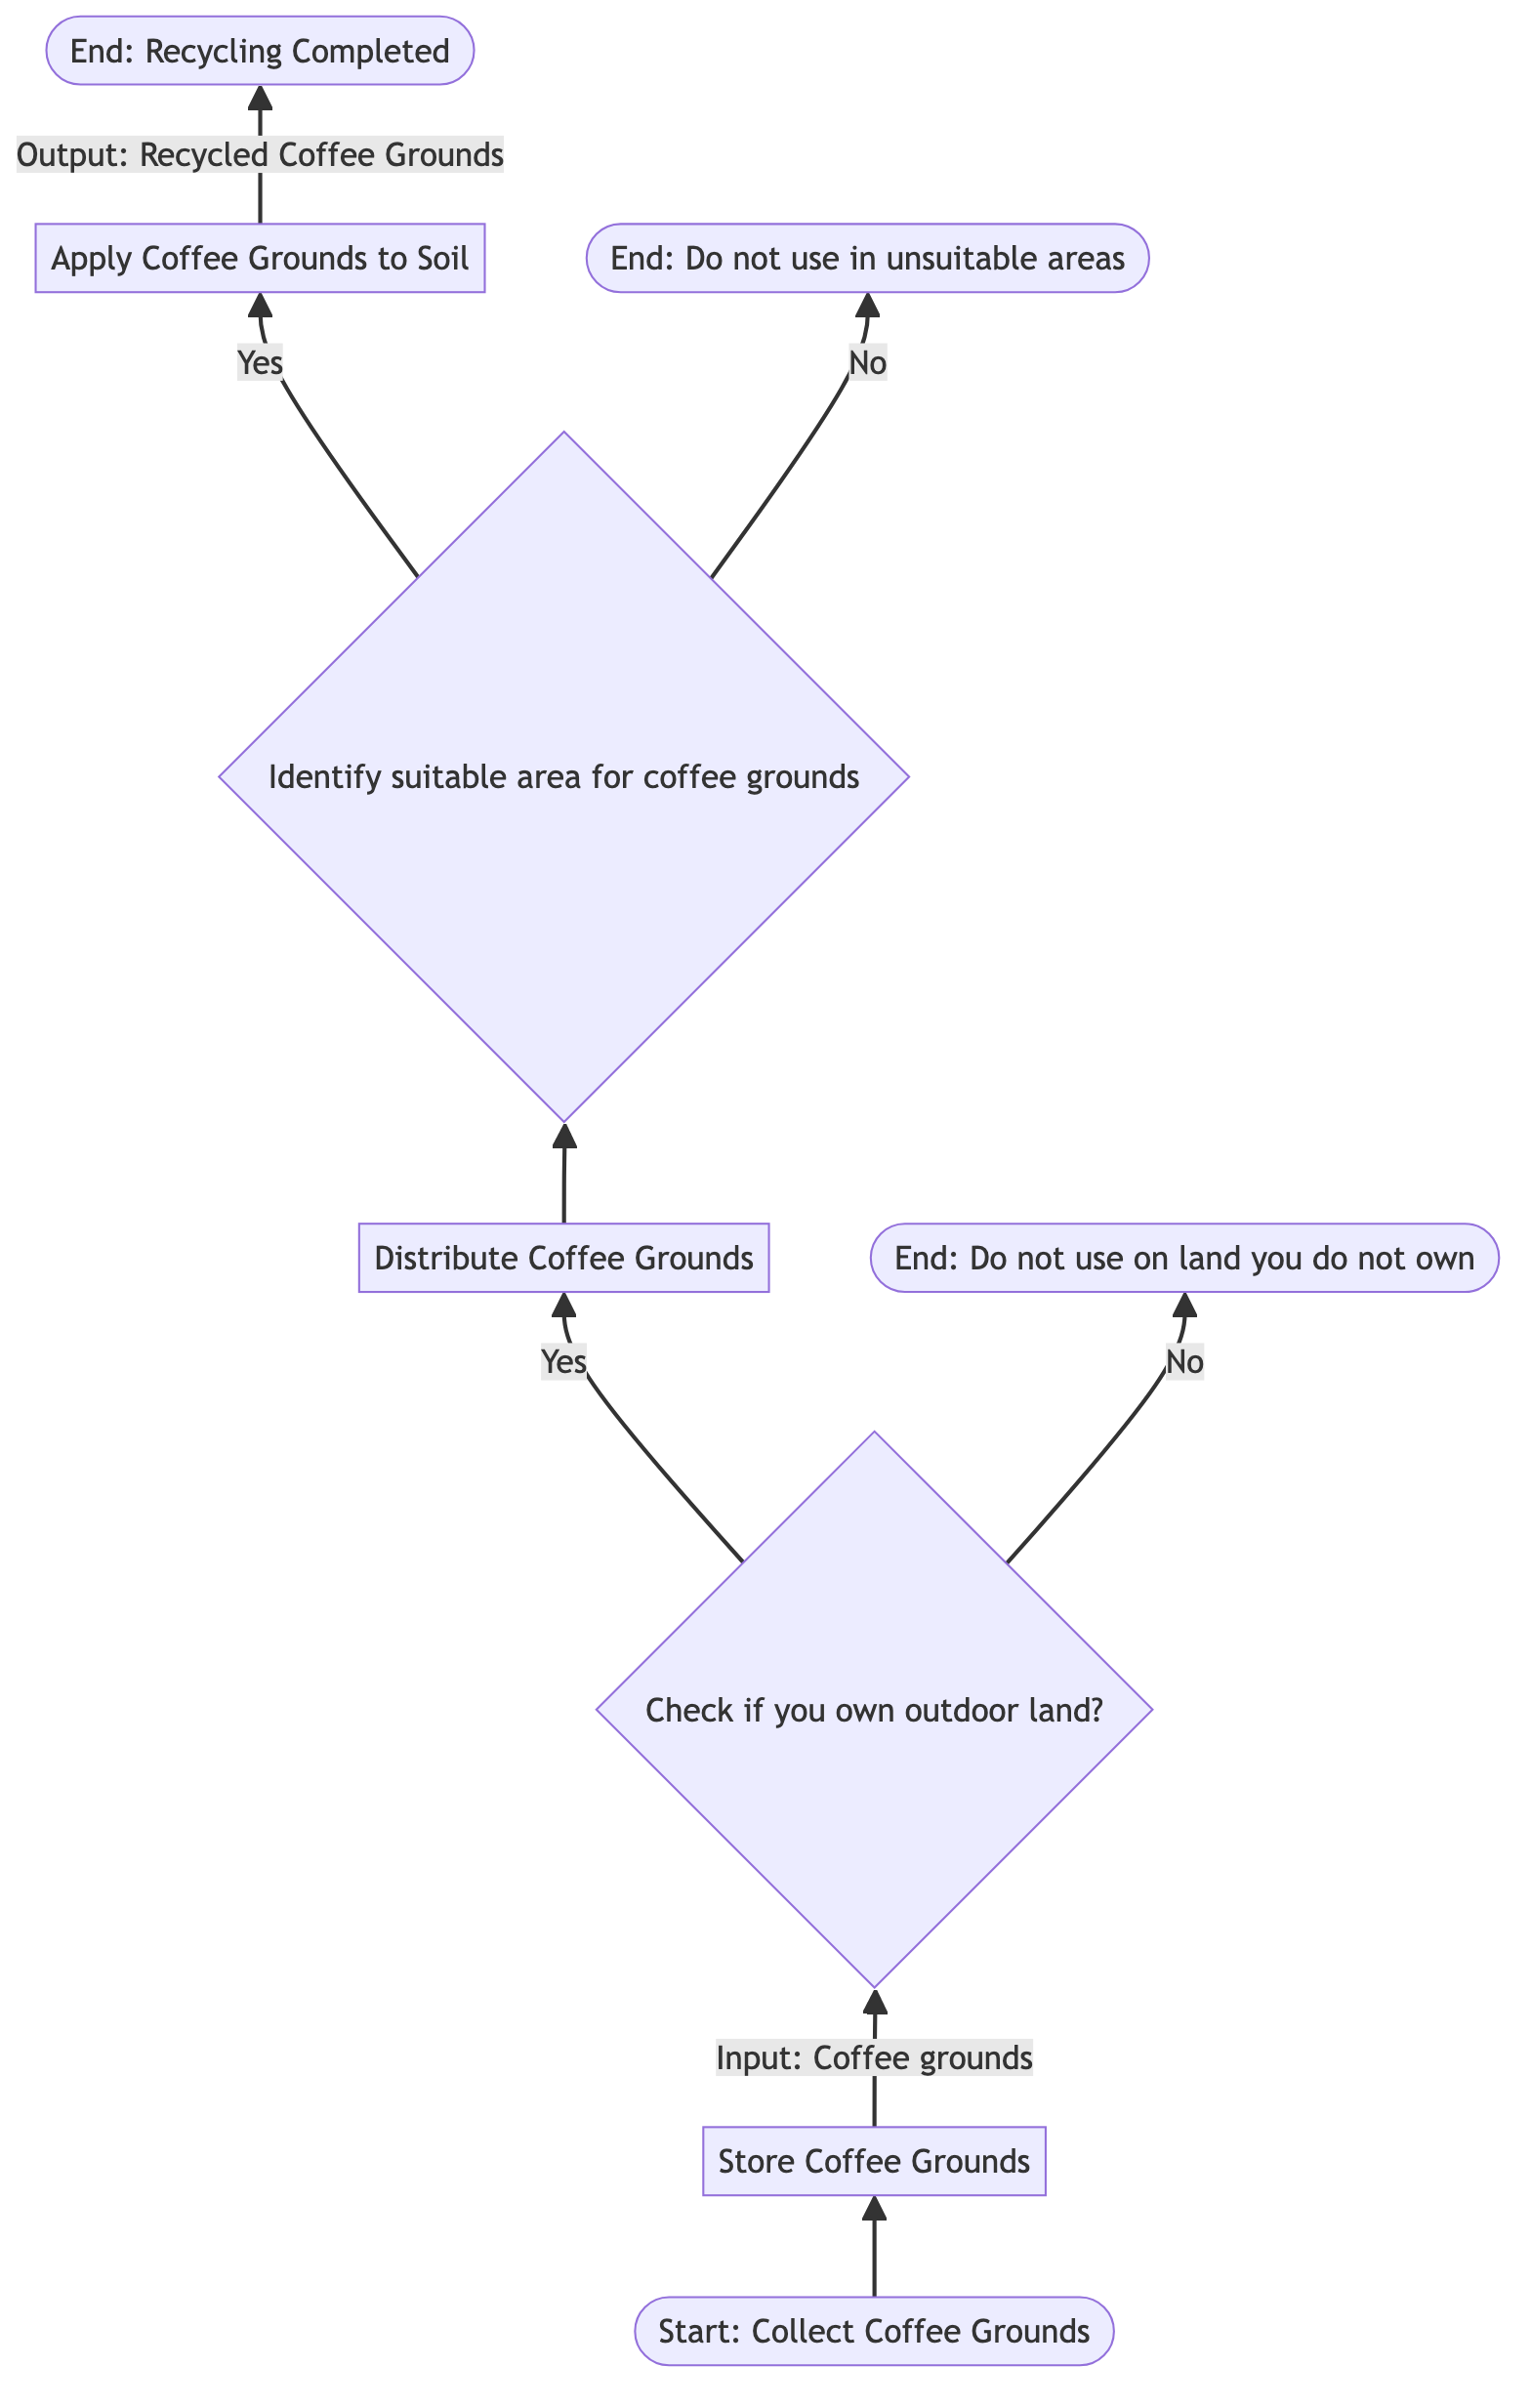 End: Recycling Completed
Output: Recycled Coffee Grounds
Apply Coffee Grounds to Soil
End: Do not use in unsuitable areas
Yes
No
Identify suitable area for coffee grounds
Distribute Coffee Grounds
End: Do not use on land you do not own
Yes
No
Check if you own outdoor land?
Input: Coffee grounds
Store Coffee Grounds
Start: Collect Coffee Grounds